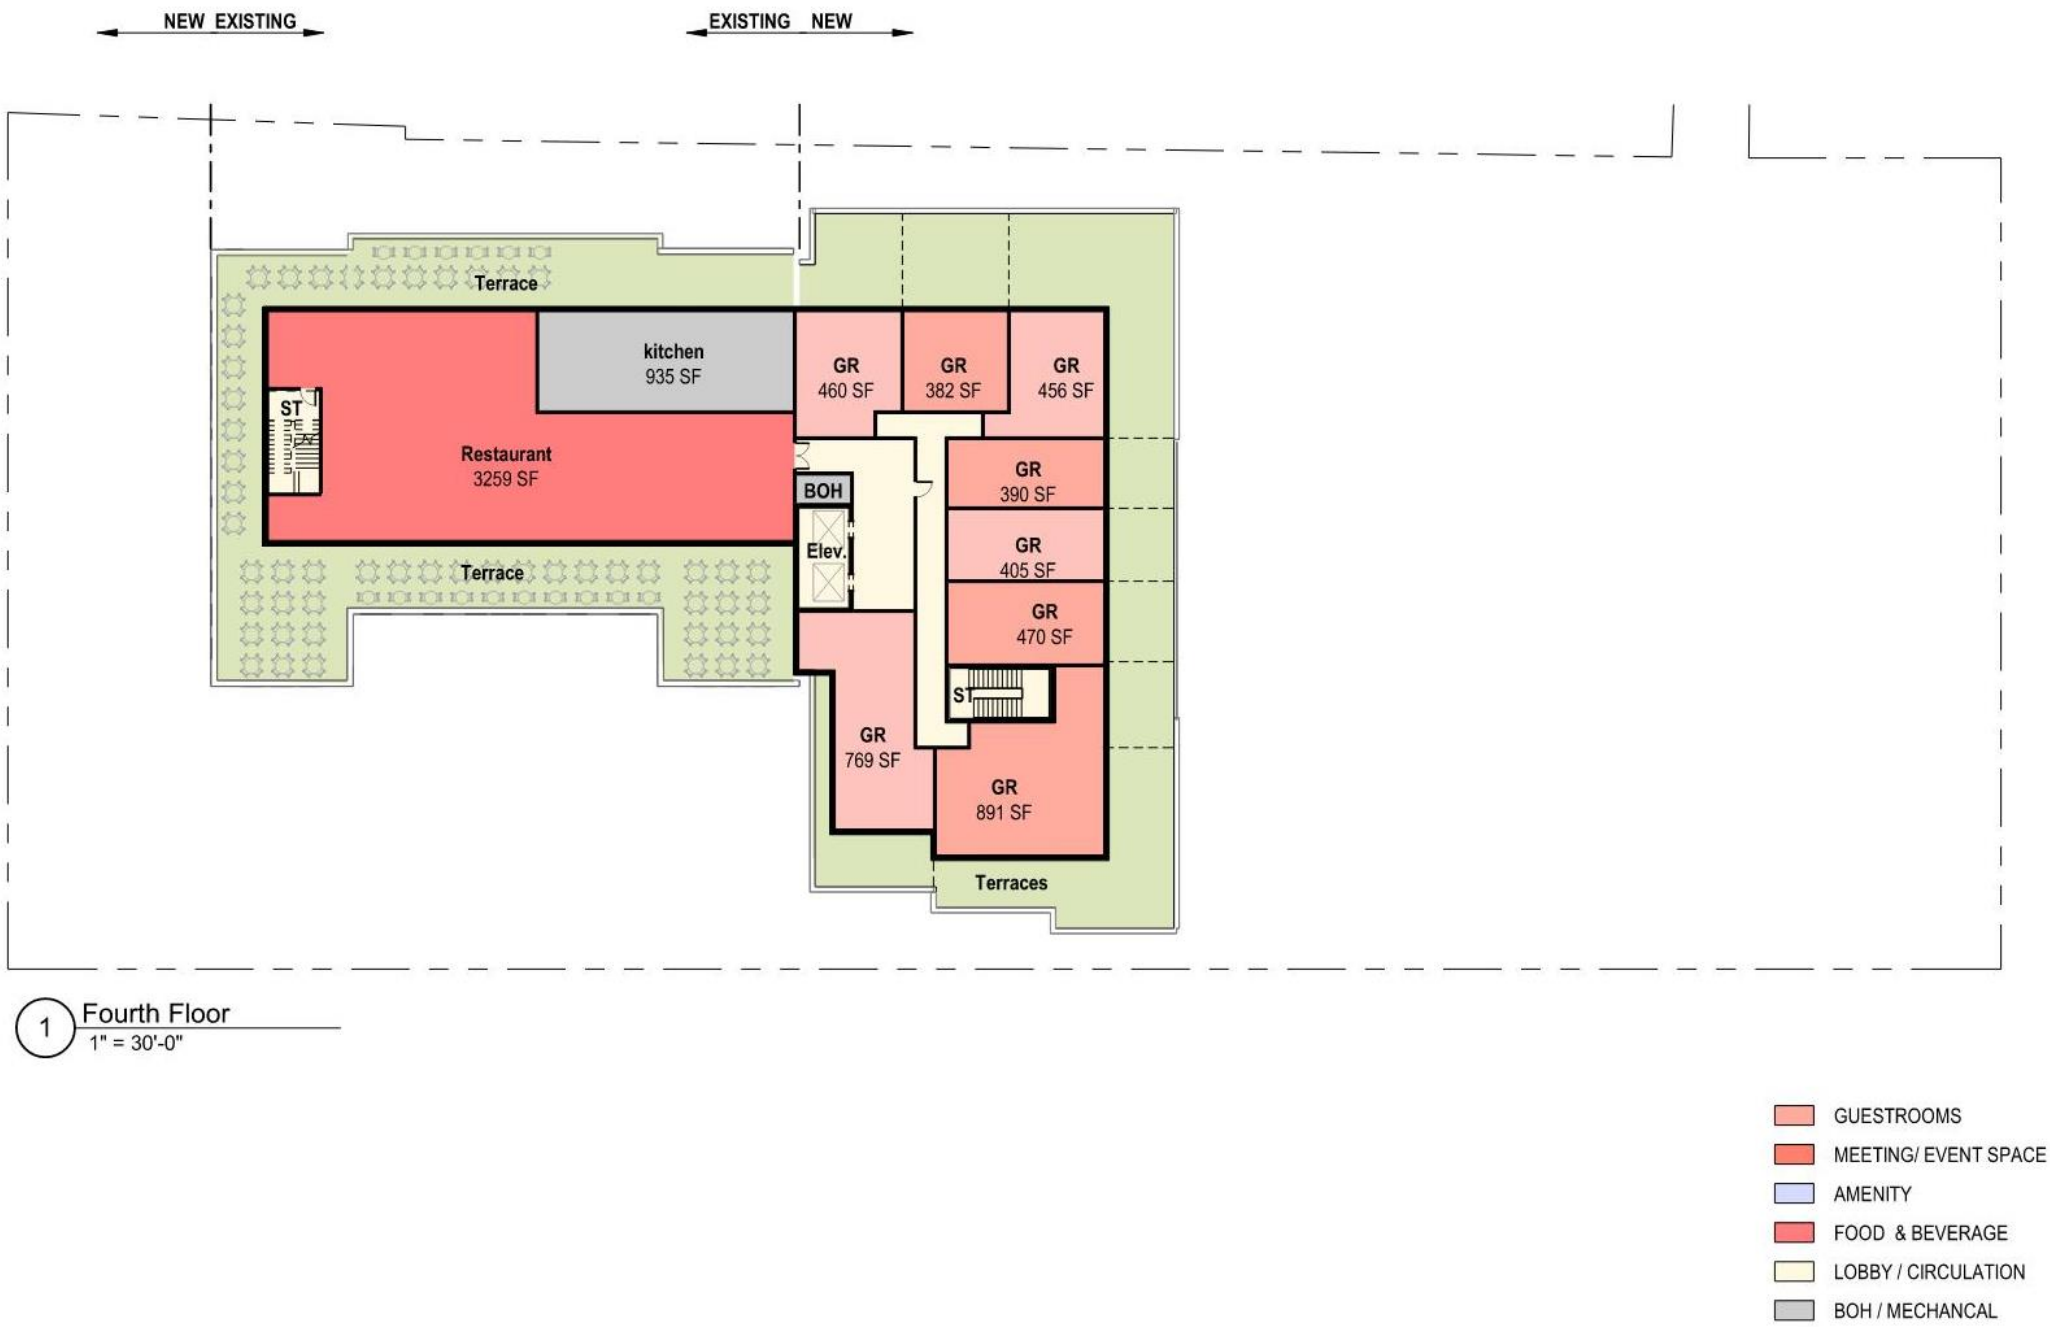 NEW EXISTING
EXISTING NEW
Terrace
kitchen
935 SF
GR
460 SF
GR
382 SF
GR
456 SF
ST
Restaurant
3259 SF
BOH
GR
390 SF
Elev.
GR
405 SF
Terrace
GR
470 SF
ST
GR
769 SF
GR
891 SF
Terraces
1
Fourth Floor
1" = 30'-0"
GUESTROOMS
MEETING/ EVENT SPACE
AMENITY
FOOD & BEVERAGE
LOBBY / CIRCULATION
BOH / MECHANCAL